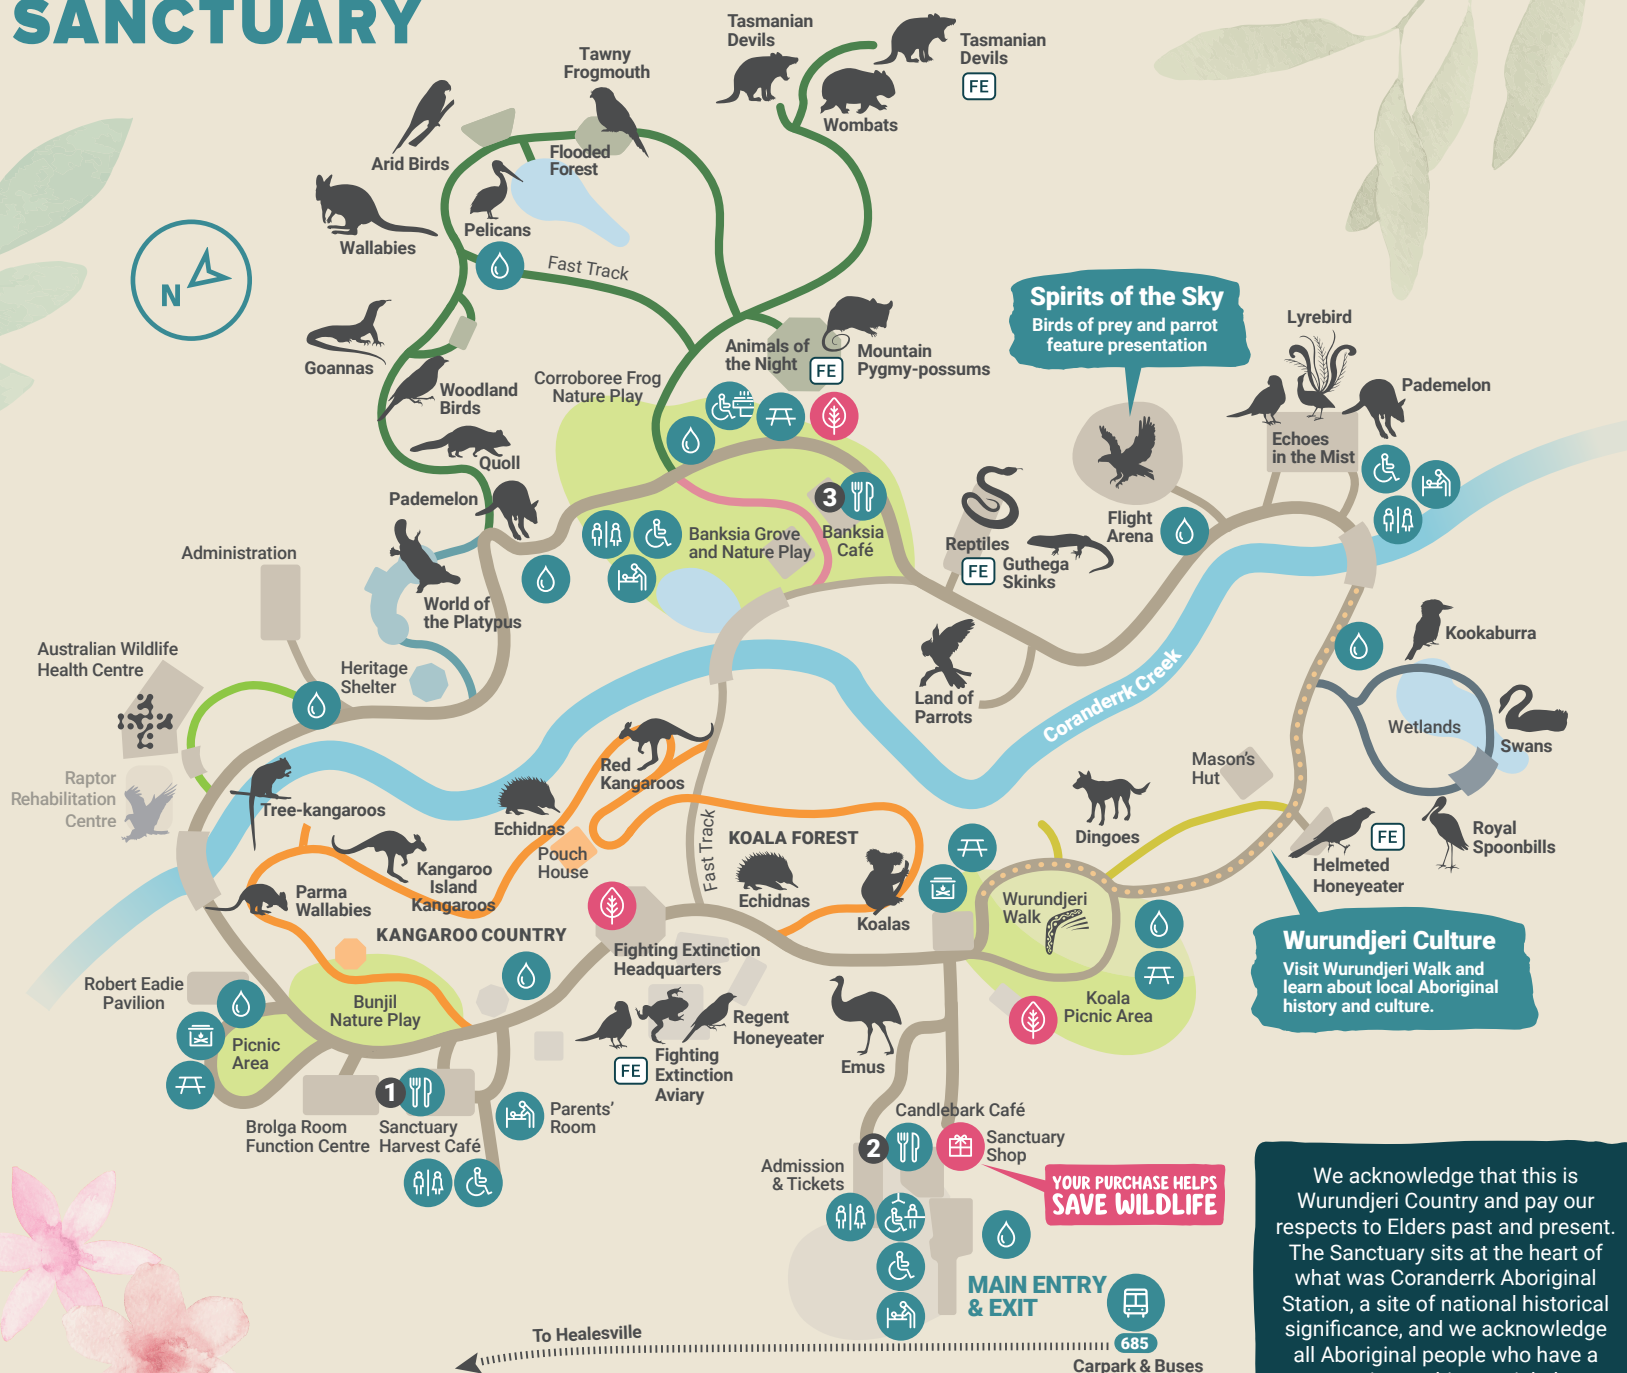 SANCTUARY
Tasmanian
Devils
Tasmanian
Devils
FE
Tawny
Frogmouth
Wombats
Arid Birds
Flooded
Forest
Wallabies
Pelicans
N
Fast Track
Spirits of the Sky
Birds of prey and parrot
feature presentation
Lyrebird
Goannas
Animals of
the Night
FE
Mountain
Pygmy-possums
Corroboree Frog
Nature Play
Woodland
Birds
Pademelon
Echoes
in the Mist
Quoll
Pademelon
3
Banksia Grove
and Nature Play
Banksia
Café
Reptiles
FE
Guthega
Skinks
Flight
Arena
Administration
World of
the Platypus
Kookaburra
Australian Wildlife
Health Centre
Heritage
Shelter
Land of
Parrots
Coranderrk Creek
Wetlands
Swans
Raptor
Rehabilitation
Centre
Tree-kangaroos
Red
Kangaroos
Mason's
Hut
Echidnas
Pouch
House
Fast Track
KOALA FOREST
Dingoes
FE
Helmeted
Honeyeater
Royal
Spoonbills
Kangaroo
Island
Kangaroos
Parma
Wallabies
Echidnas
Koalas
Wurundjeri
Walk
KANGAROO COUNTRY
Fighting Extinction
Headquarters
Wurundjeri Culture
Visit Wurundjeri Walk and
learn about local Aboriginal
history and culture.
Robert Eadie
Pavilion
Bunjil
Nature Play
Koala
Picnic Area
Picnic
Area
Regent
Honeyeater
FE
Fighting
Extinction
Aviary
Emus
1
Brolga Room
Function Centre
Sanctuary
Harvest Café
Parents'
Room
Candlebark Café
2
Sanctuary
Shop
Admission
& Tickets
YOUR PURCHASE HELPS
SAVE WILDLIFE
MAIN ENTRY
& EXIT
To Healesville
685
Carpark & Buses
We acknowledge that this is
Wurundjeri Country and pay our
respects to Elders past and present.
The Sanctuary sits at the heart of
what was Coranderrk Aboriginal
Station, a site of national historical
significance, and we acknowledge
all Aboriginal people who have a